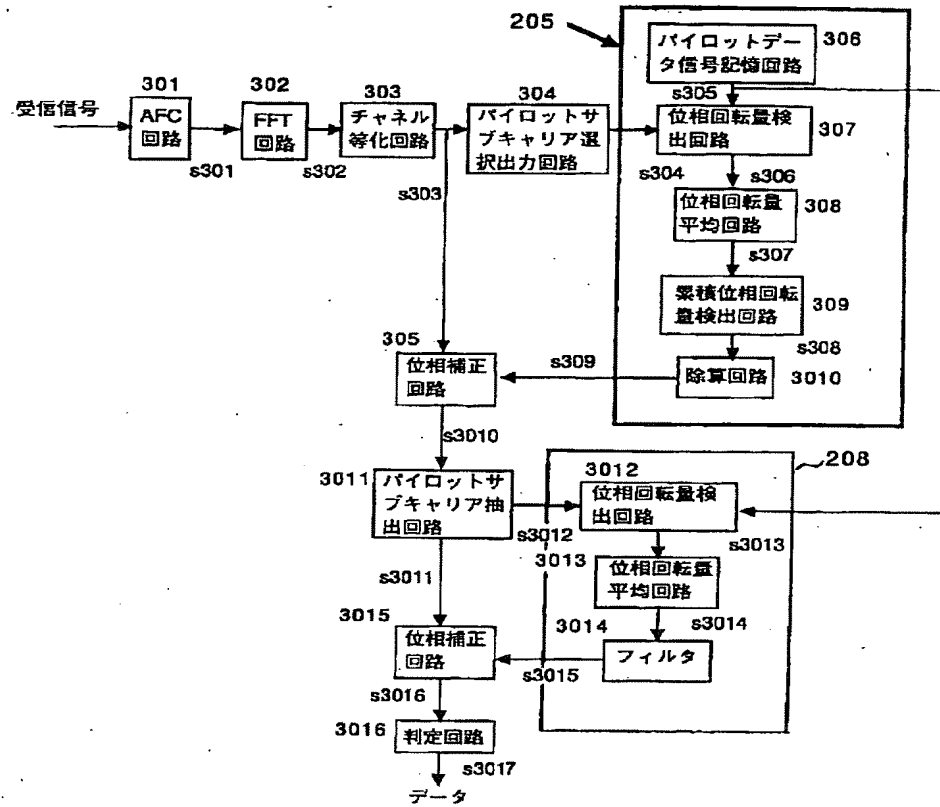 205
パイロットデー
タ信号記憶回路
306
受信信号
301
AFC
回路
s301
302
FFT
回路
s302
303
チャネル
等化回路
s303
304
パイロットサ
ブキャリア選
択出力回路
s305
位相回転量検
出回路
307
s304
s306
位相回転量
平均回路
308
s307
累積位相回転
量検出回路
309
s308
除算回路
3010
s309
305
位相補正
回路
s3010
208
3011
パイロットサ
ブキャリア抽
出回路
s3012
3012
位相回転量検
出回路
s3013
3013
位相回転量
平均回路
s3014
3014
フィルタ
s3015
s3011
3015
位相補正
回路
s3016
3016
判定回路
s3017
データ